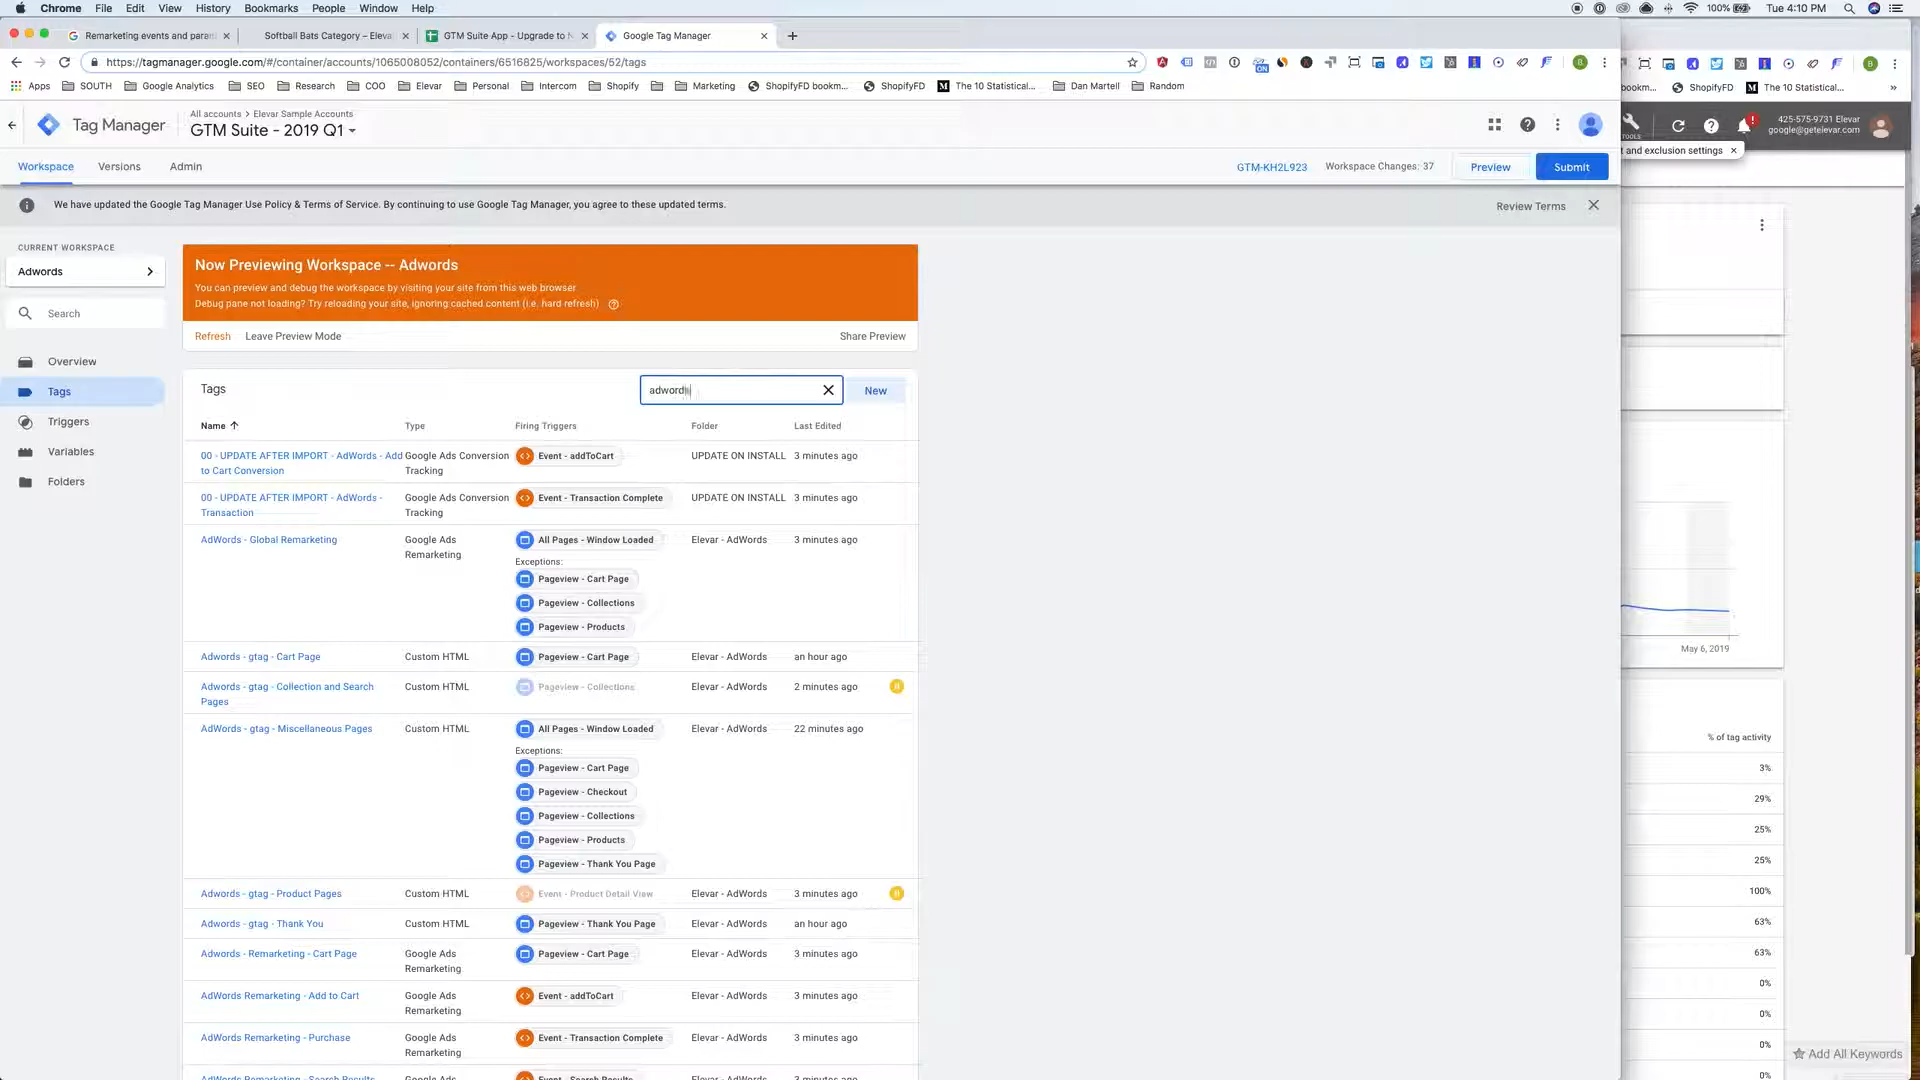 Chrome File Edit View History Bookmarks People Window Help 100% Tue 4:10 PM
Remarketing events and para
Softball Bats Category – Eleva
GTM Suite App - Upgrade to N
Google Tag Manager
https://tagmanager.google.com/#/container/accounts/1065008052/containers/6516825/workspaces/52/tags
Apps SOUTH Google Analytics SEO Research COO Elevar Personal Intercom Shopify Marketing ShopifyFD bookm... ShopifyFD The 10 Statistical... Dan Martell Random
bookm... ShopifyFD The 10 Statistical... »
Tag Manager
All accounts > Elevar Sample Accounts
GTM Suite - 2019 Q1
TOOLS
425-575-9731 Elevar
google@getelevar.com
t and exclusion settings
Workspace Versions Admin
GTM-KH2L923 Workspace Changes: 37 Preview Submit
We have updated the Google Tag Manager Use Policy & Terms of Service. By continuing to use Google Tag Manager, you agree to these updated terms.
Review Terms
CURRENT WORKSPACE
Adwords
Search
Overview
Tags
Triggers
Variables
Folders
Now Previewing Workspace -- Adwords
You can preview and debug the workspace by visiting your site from this web browser
Debug pane not loading? Try reloading your site, ignoring cached content (i.e. hard refresh)
Refresh Leave Preview Mode Share Preview
Tags adwords New
Name Type Firing Triggers Folder Last Edited
00 - UPDATE AFTER IMPORT - AdWords - Add Google Ads Conversion Event - addToCart UPDATE ON INSTALL 3 minutes ago
to Cart Conversion Tracking
00 - UPDATE AFTER IMPORT - AdWords - Google Ads Conversion Event - Transaction Complete UPDATE ON INSTALL 3 minutes ago
Transaction Tracking
AdWords - Global Remarketing Google Ads All Pages - Window Loaded Elevar - AdWords 3 minutes ago
Remarketing
Exceptions:
Pageview - Cart Page
Pageview - Collections
Pageview - Products
Adwords - gtag - Cart Page Custom HTML Pageview - Cart Page Elevar - AdWords an hour ago
Adwords - gtag - Collection and Search Custom HTML Pageview - Collections Elevar - AdWords 2 minutes ago
Pages
AdWords - gtag - Miscellaneous Pages Custom HTML All Pages - Window Loaded Elevar - AdWords 22 minutes ago
Exceptions:
Pageview - Cart Page
Pageview - Checkout
Pageview - Collections
Pageview - Products
Pageview - Thank You Page
Adwords - gtag - Product Pages Custom HTML Event - Product Detail View Elevar - AdWords 3 minutes ago
Adwords - gtag - Thank You Custom HTML Pageview - Thank You Page Elevar - AdWords an hour ago
Adwords - Remarketing - Cart Page Google Ads Pageview - Cart Page Elevar - AdWords 3 minutes ago
Remarketing
AdWords Remarketing - Add to Cart Google Ads Event - addToCart Elevar - AdWords 3 minutes ago
Remarketing
AdWords Remarketing - Purchase Google Ads Event - Transaction Complete Elevar - AdWords 3 minutes ago
Remarketing
AdWords Remarketing - Search Results Google Ads Event - Search Results Elevar - AdWords 3 minutes ago
May 6, 2019
% of tag activity
3%
29%
25%
25%
100%
63%
63%
0%
0%
0%
0%
Add All Keywords